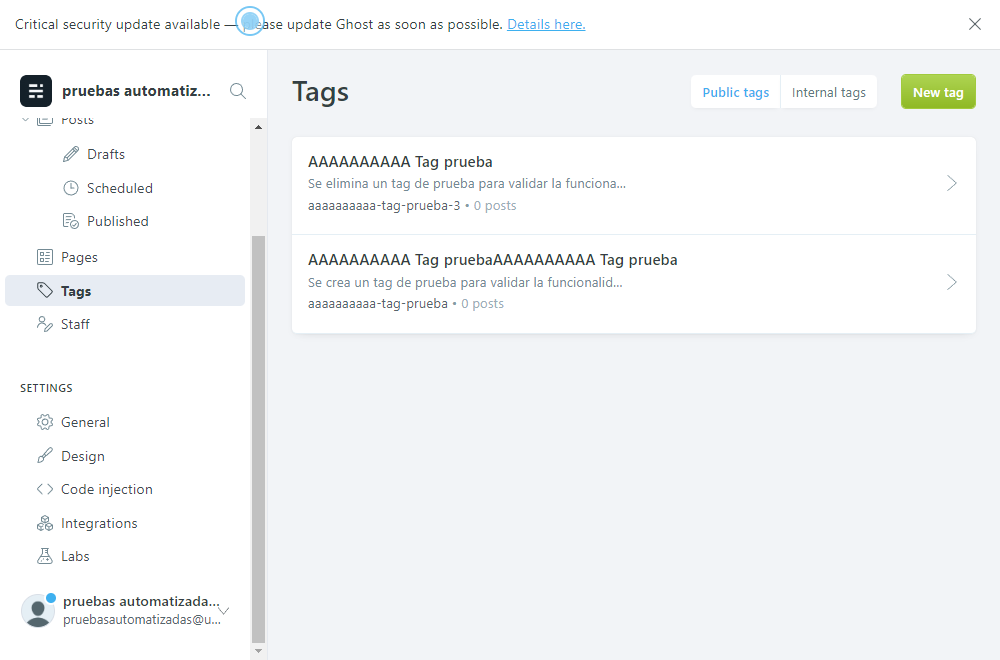 Critical security update available — please update Ghost as soon as possible. Details here.
pruebas automatiz...
Posts
Drafts
Scheduled
Published
Pages
Tags
Staff
SETTINGS
General
Design
Code injection
Integrations
Labs
pruebas automatizada...
pruebasautomatizadas@u...
Tags
Public tags
Internal tags
New tag
AAAAAAAAAA Tag prueba
Se elimina un tag de prueba para validar la funciona...
aaaaaaaaaa-tag-prueba-3 • 0 posts
AAAAAAAAAA Tag pruebaAAAAAAAAAA Tag prueba
Se crea un tag de prueba para validar la funcionalid...
aaaaaaaaaa-tag-prueba • 0 posts